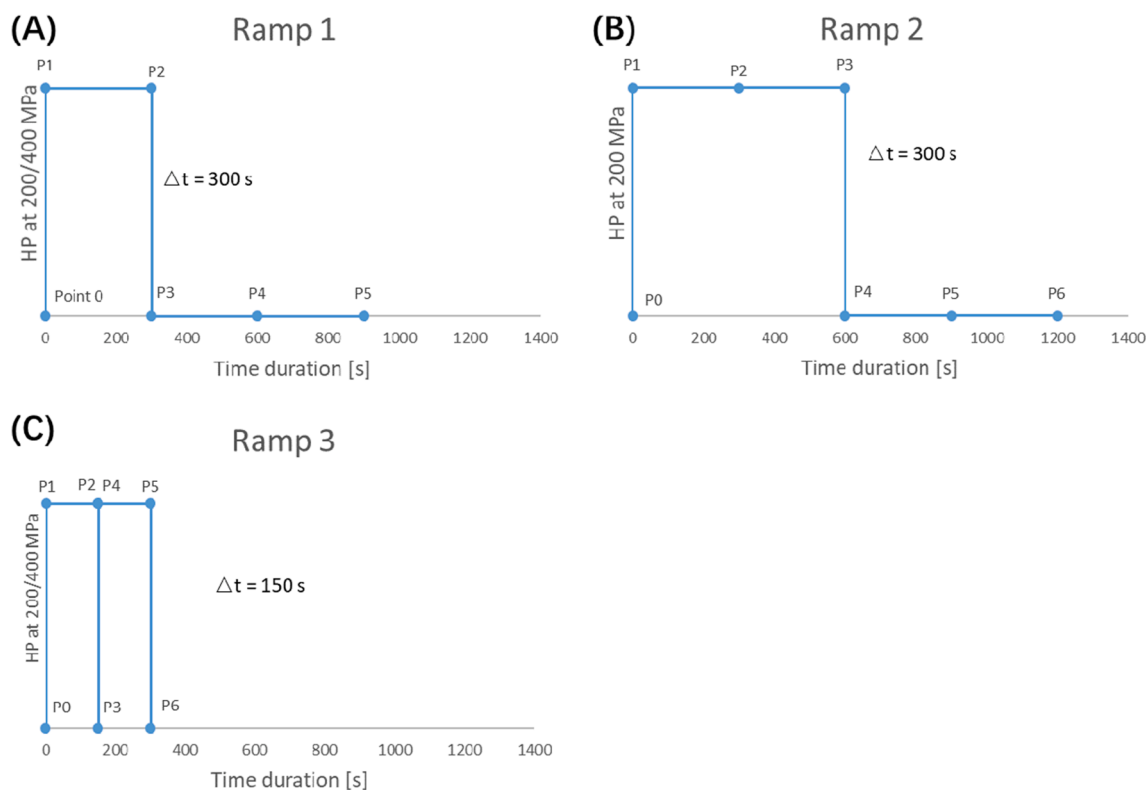 (A)
Ramp 1
P1
P2
HP at 200/400 MPa
△t = 300 s
Point 0
P3
P4
P5
0 200 400 600 800 1000 1200 1400
Time duration [s]
(B)
Ramp 2
P1
P2
P3
HP at 200 MPa
△t = 300 s
P0
P4
P5
P6
0 200 400 600 800 1000 1200 1400
Time duration [s]
(C)
Ramp 3
P1
P2 P4
P5
HP at 200/400 MPa
△t = 150 s
P0
P3
P6
0 200 400 600 800 1000 1200 1400
Time duration [s]